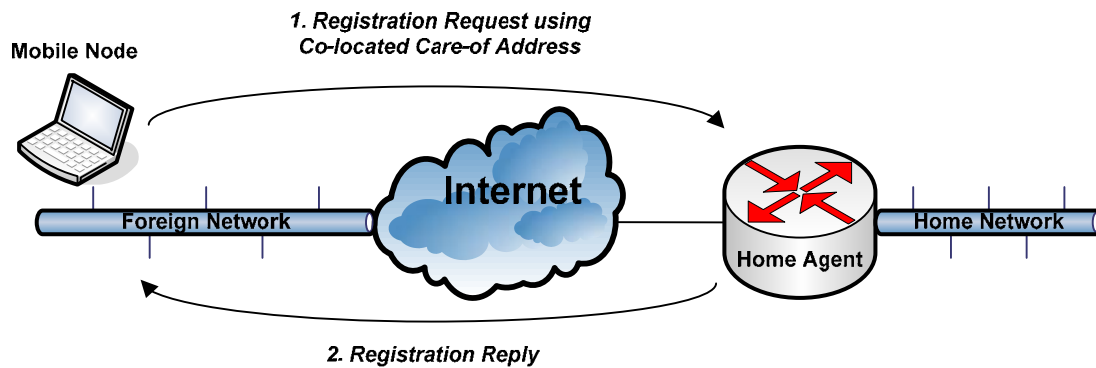 1. Registration Request using
Co-located Care-of Address
Mobile Node
Internet
Foreign Network
Home Network
Home Agent
2. Registration Reply